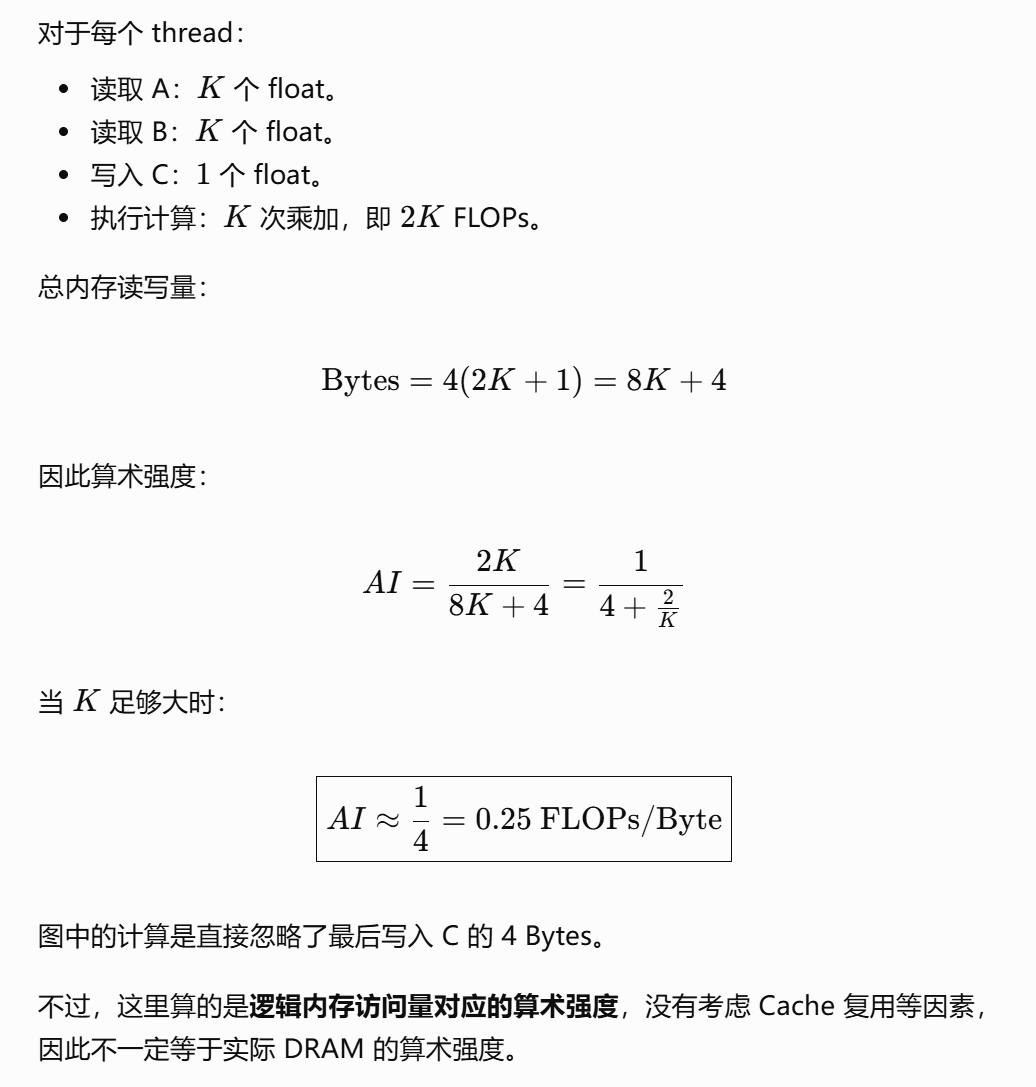 对于每个 thread：
• 读取 A：K 个 float。
• 读取 B：K 个 float。
• 写入 C：1 个 float。
• 执行计算：K 次乘加，即 2K FLOPs。
总内存读写量：
Bytes = 4(2K + 1) = 8K + 4
因此算术强度：
AI = \frac{2K}{8K + 4} = \frac{1}{4 + \frac{2}{K}}
当 K 足够大时：
AI ≈ \frac{1}{4} = 0.25 FLOPs/Byte
图中的计算是直接忽略了最后写入 C 的 4 Bytes。
不过，这里算的是逻辑内存访问量对应的算术强度，没有考虑 Cache 复用等因素，
因此不一定等于实际 DRAM 的算术强度。